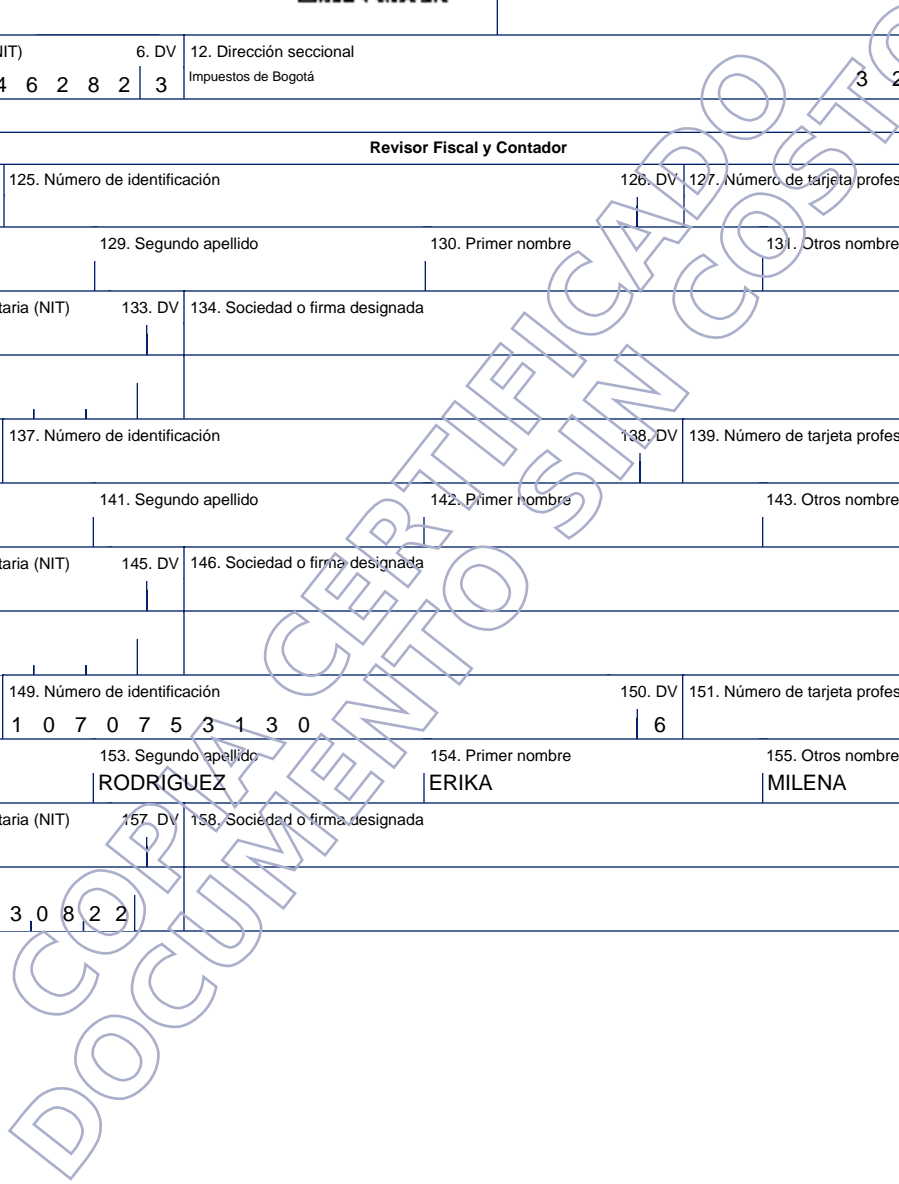 NIT) 6. DV 12. Dirección seccional
4 6 2 8 2 3 Impuestos de Bogotá 3 2
Revisor Fiscal y Contador
125. Número de identificación 126. DV 127. Número de tarjeta profes
129. Segundo apellido 130. Primer nombre 131. Otros nombre
taria (NIT) 133. DV 134. Sociedad o firma designada
137. Número de identificación 138. DV 139. Número de tarjeta profes
141. Segundo apellido 142. Primer nombre 143. Otros nombre
taria (NIT) 145. DV 146. Sociedad o firma designada
149. Número de identificación 150. DV 151. Número de tarjeta profes
1 0 7 0 7 5 3 1 3 0 6
153. Segundo apellido 154. Primer nombre 155. Otros nombre
RODRIGUEZ ERIKA MILENA
taria (NIT) 157. DV 158. Sociedad o firma designada
3 0 8 2 2
COPIA CERTIFICADO
DOCUMENTO SIN COSTO